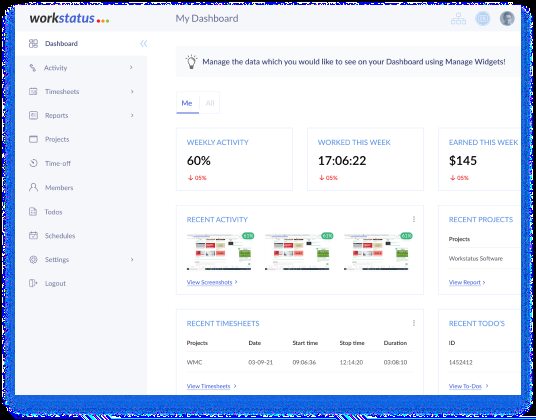 workstatus
My Dashboard
Dashboard
Activity
Timesheets
Reports
Projects
Time-off
Members
Todos
Schedules
Settings
Logout
Manage the data which you would like to see on your Dashboard using Manage Widgets!
Me All
WEEKLY ACTIVITY
60%
↓ 05%
WORKED THIS WEEK
17:06:22
↓ 05%
EARNED THIS WEEK
$145
↓ 05%
RECENT ACTIVITY
61% 61% 61%
View Screenshots >
RECENT PROJECTS
Projects
Workstatus Software
View Report >
RECENT TIMESHEETS
Projects Date Start time Stop time Duration
WMC 03-09-21 09:06:36 12:14:20 03:08:10
View Timesheets >
RECENT TODO'S
ID
1452412
View To-Dos >